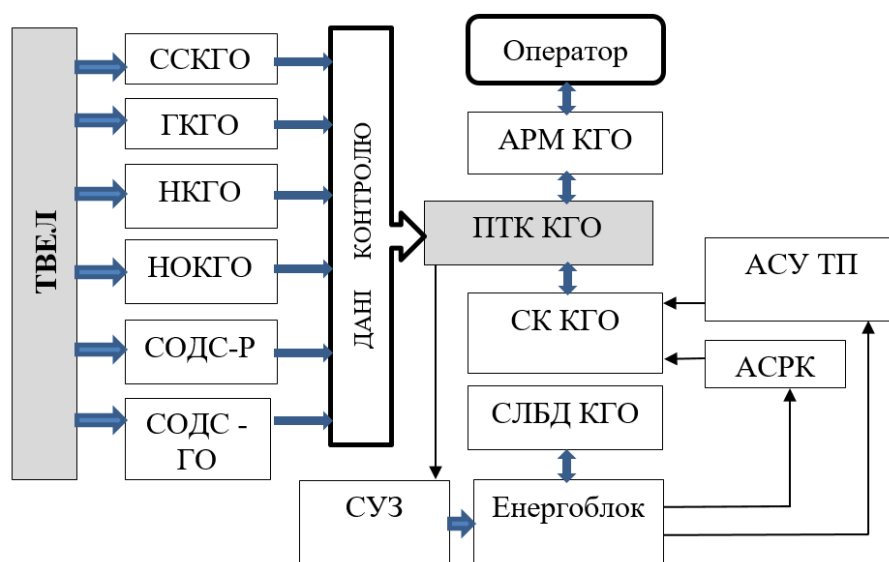 ТВЕЛ
ССКГО
ГКГО
НКГО
НОКГО
СОДС-Р
СОДС -
ГО
ДАНІ КОНТРОЛЮ
Оператор
АРМ КГО
ПТК КГО
СК КГО
СЛБД КГО
АСУ ТП
АСРК
СУЗ
Енергоблок